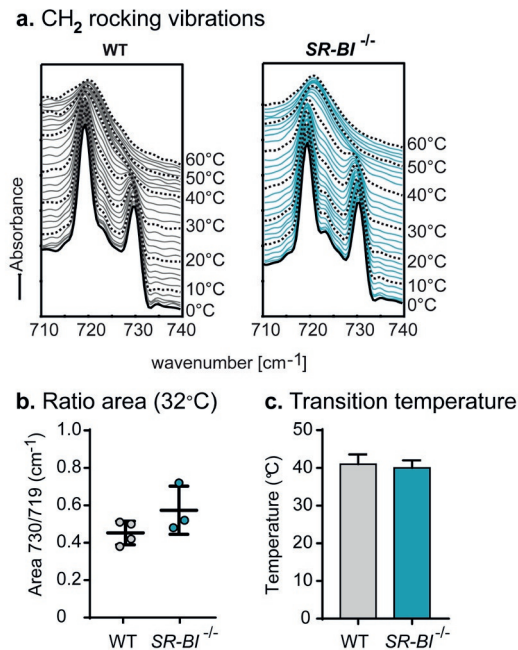 a. CH2 rocking vibrations
WT
SR-BI -/-
Absorbance
60°C
50°C
40°C
30°C
20°C
10°C
0°C
710 720 730 740
60°C
50°C
40°C
30°C
20°C
10°C
0°C
710 720 730 740
wavenumber [cm-1]
b. Ratio area (32°C)
Area 730/719 (cm-1)
1.0
0.8
0.6
0.4
0.2
0
WT SR-BI -/-
c. Transition temperature
Temperature (°C)
50
40
30
20
10
0
WT SR-BI -/-